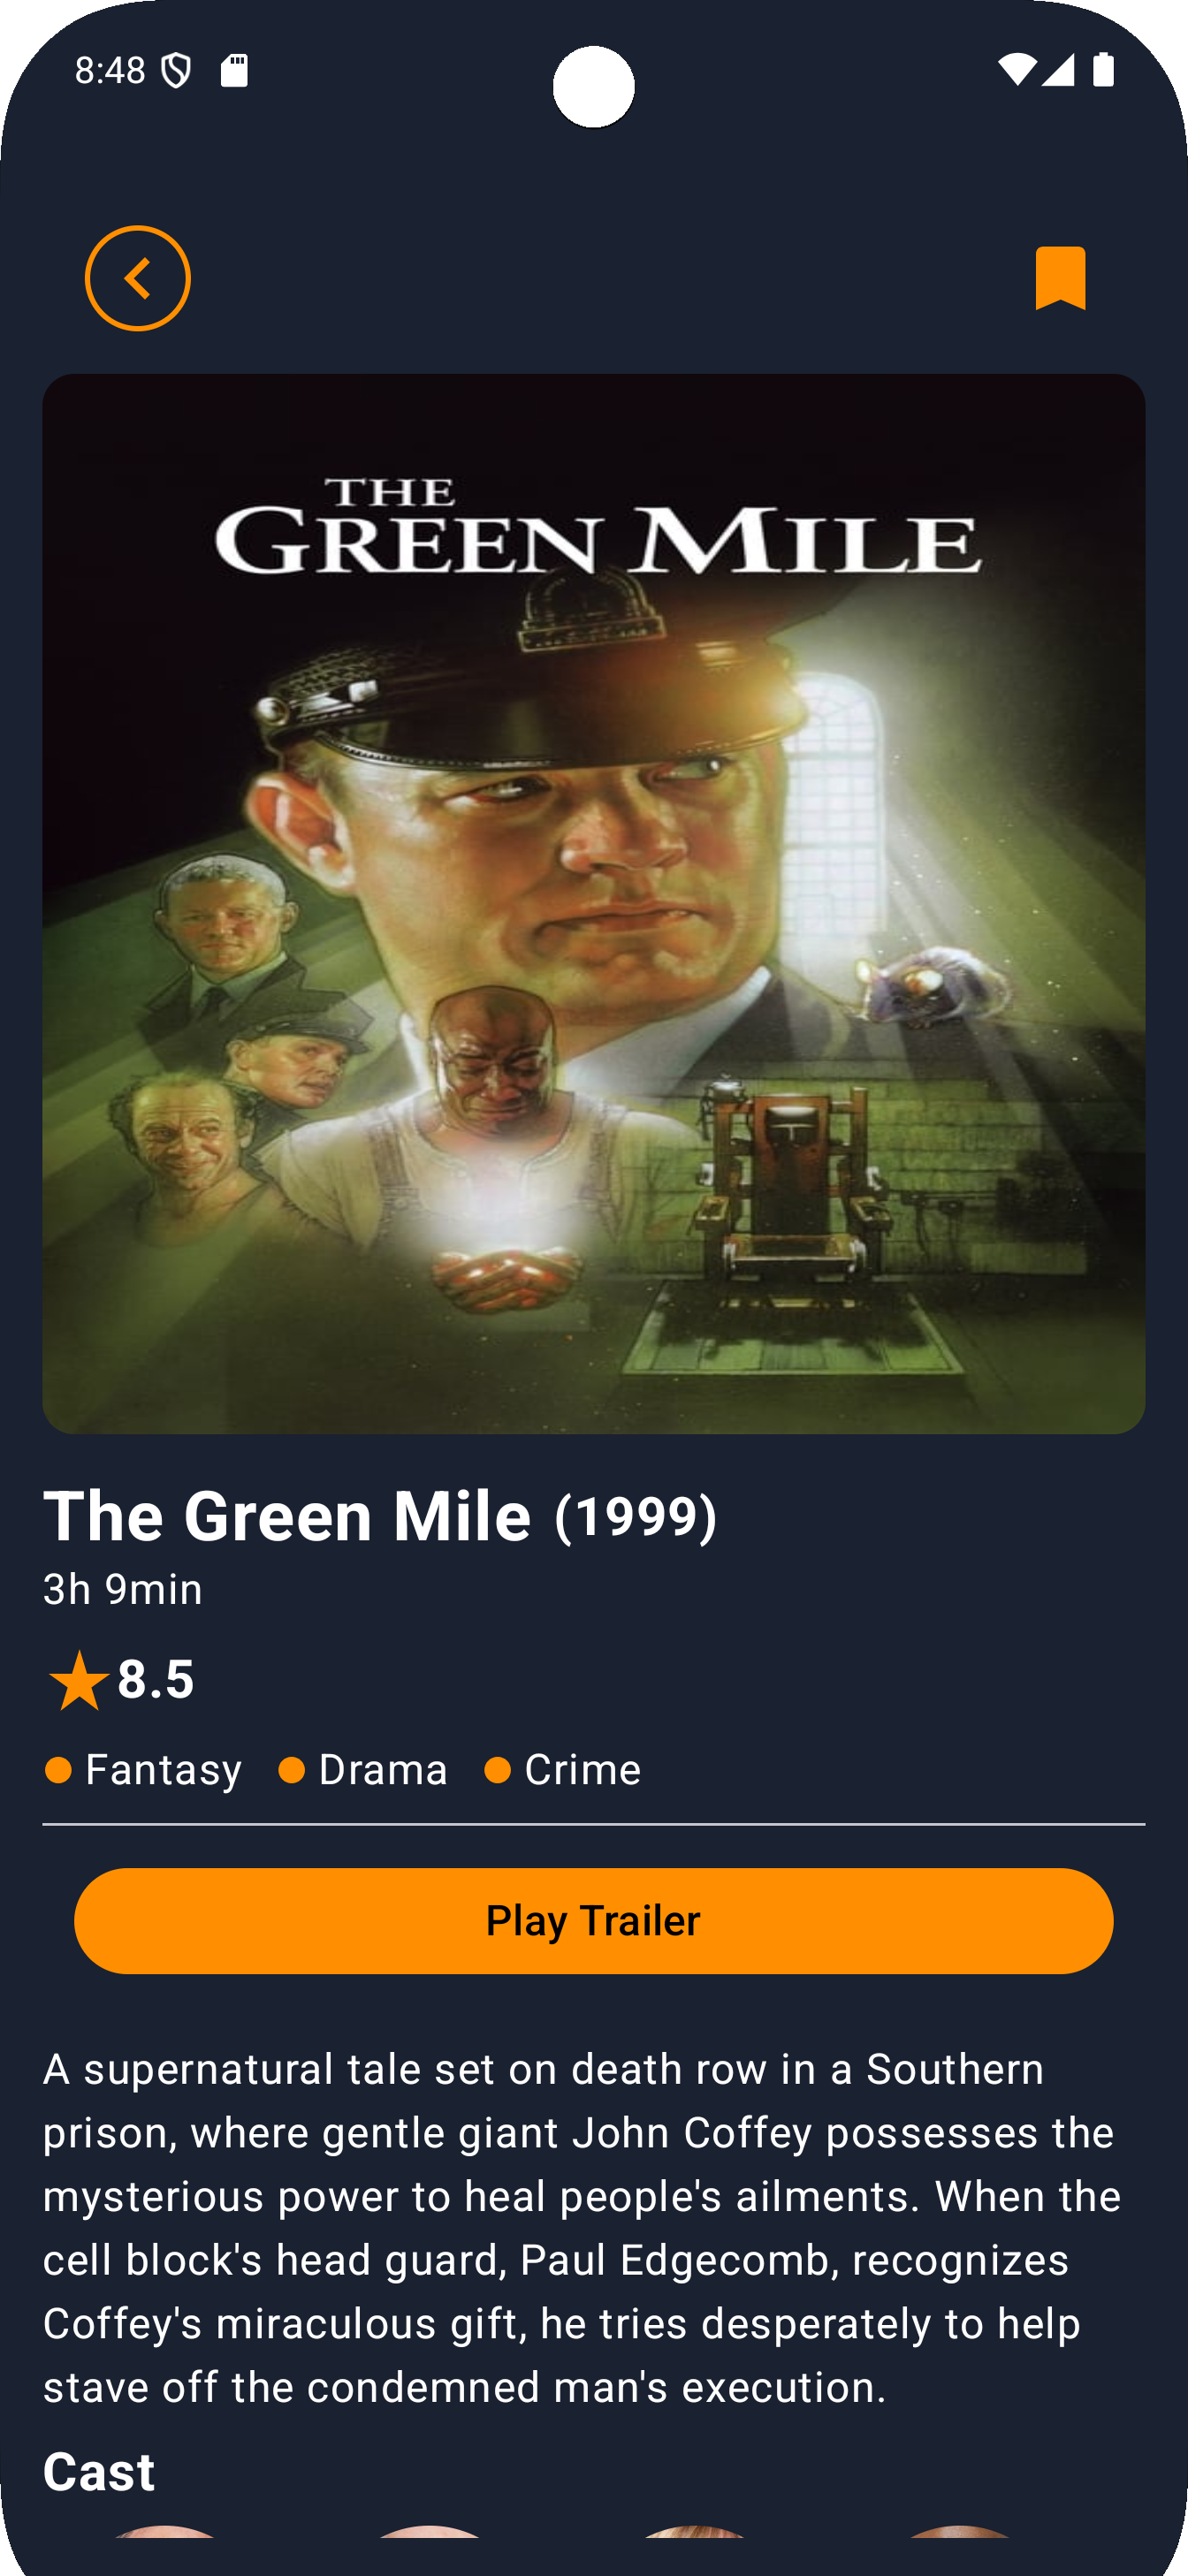 8:48
THE
GREEN MILE
The Green Mile (1999)
3h 9min
8.5
Fantasy Drama Crime
Play Trailer
A supernatural tale set on death row in a Southern
prison, where gentle giant John Coffey possesses the
mysterious power to heal people's ailments. When the
cell block's head guard, Paul Edgecomb, recognizes
Coffey's miraculous gift, he tries desperately to help
stave off the condemned man's execution.
Cast